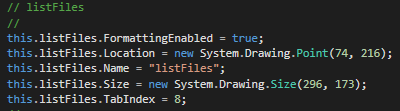 // listFiles
//
this.listFiles.FormattingEnabled = true;
this.listFiles.Location = new System.Drawing.Point(74, 216);
this.listFiles.Name = "listFiles";
this.listFiles.Size = new System.Drawing.Size(296, 173);
this.listFiles.TabIndex = 8;